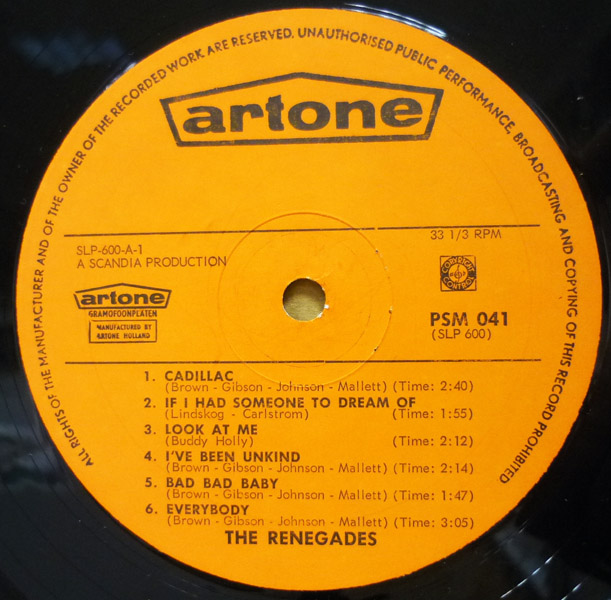 ALL RIGHTS OF THE MANUFACTURER AND OF THE OWNER OF THE RECORDED WORK ARE RESERVED. UNAUTHORISED PUBLIC PERFORMANCE, BROADCASTING AND COPYING OF THIS RECORD PROHIBITED
artone
33 1/3 RPM
SLP-600-A-1
A SCANDIA PRODUCTION
COPYRIGHT
CONTROL
artone
GRAMOFOONPLATEN
MANUFACTURED BY
ARTONE HOLLAND
PSM 041
(SLP 600)
1. CADILLAC
(Brown - Gibson - Johnson - Mallett) (Time: 2:40)
2. IF I HAD SOMEONE TO DREAM OF
(Lindskog - Carlstrom) (Time: 1:55)
3. LOOK AT ME
(Buddy Holly) (Time: 2:12)
4. I'VE BEEN UNKIND
(Brown - Gibson - Johnson - Mallett) (Time: 2:14)
5. BAD BAD BABY
(Brown - Gibson - Johnson - Mallett) (Time: 1:47)
6. EVERYBODY
(Brown - Gibson - Johnson - Mallett) (Time: 3:05)
THE RENEGADES